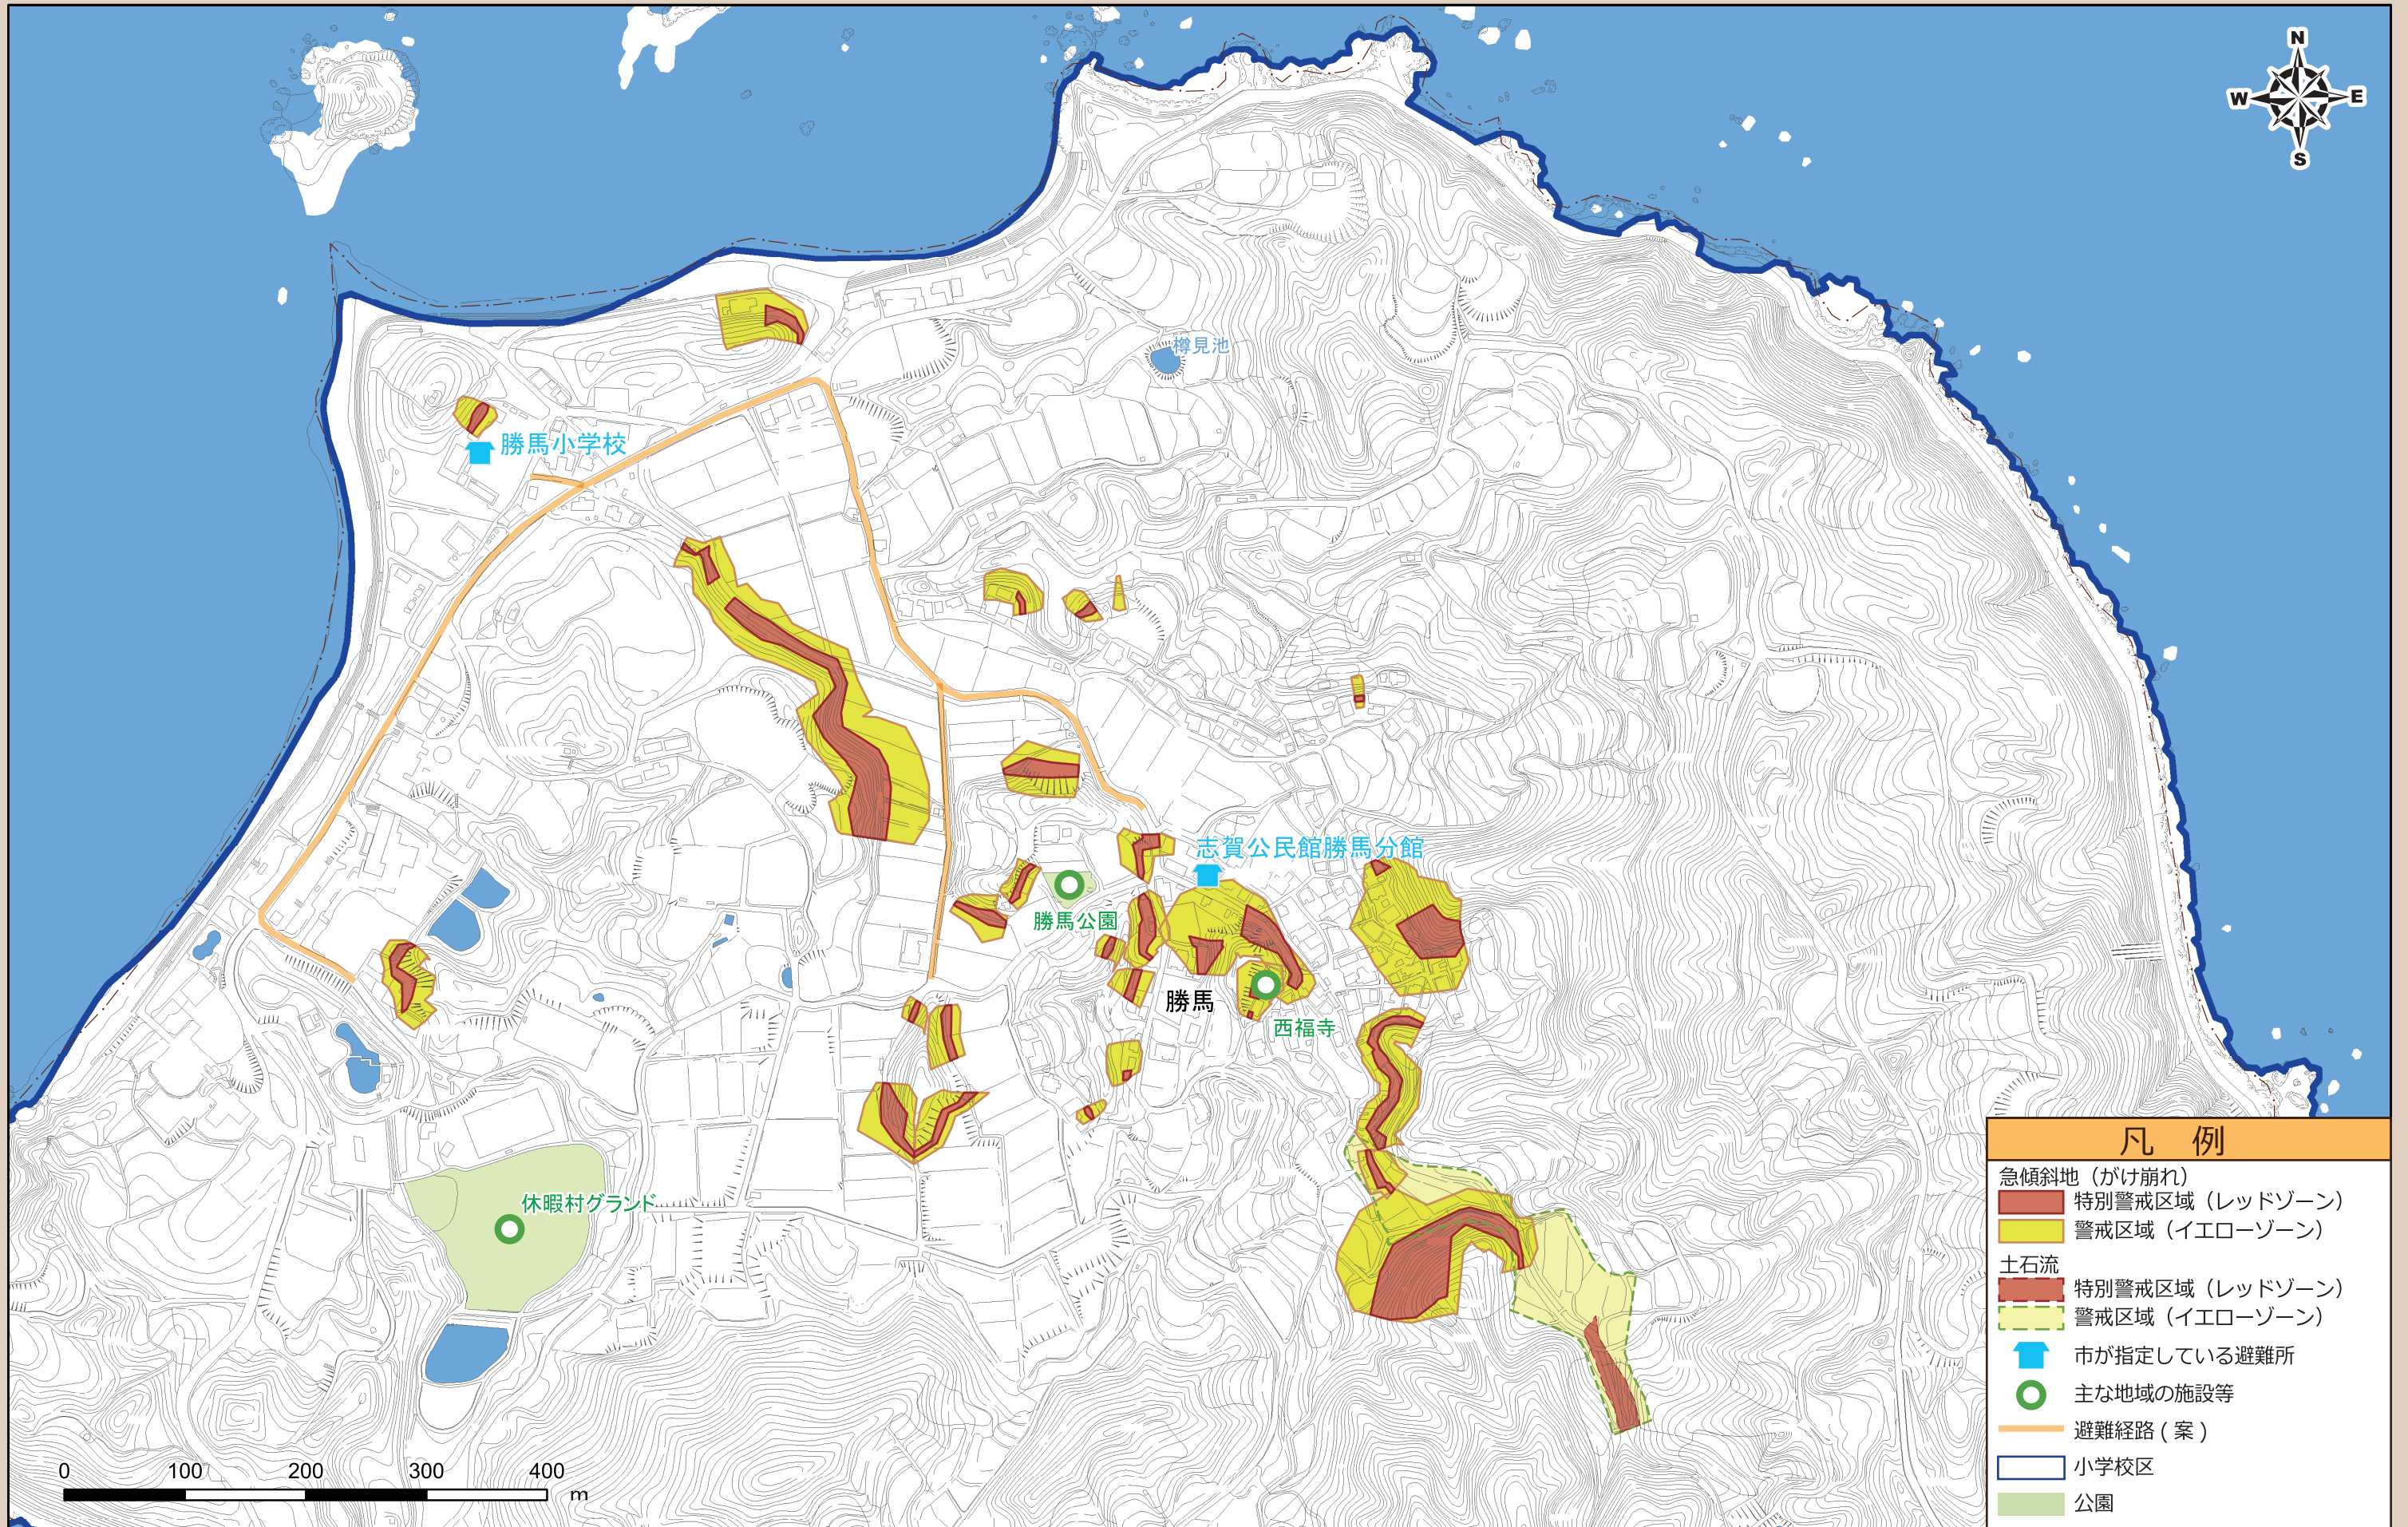 N
W
E
S
樽見池
勝馬小学校
志賀公民館勝馬分館
勝馬公園
勝馬
西福寺
休暇村グランド
0 100 200 300 400
m
凡 例
急傾斜地（がけ崩れ）
特別警戒区域（レッドゾーン）
警戒区域（イエローゾーン）
土石流
特別警戒区域（レッドゾーン）
警戒区域（イエローゾーン）
市が指定している避難所
主な地域の施設等
避難経路 ( 案 )
小学校区
公園